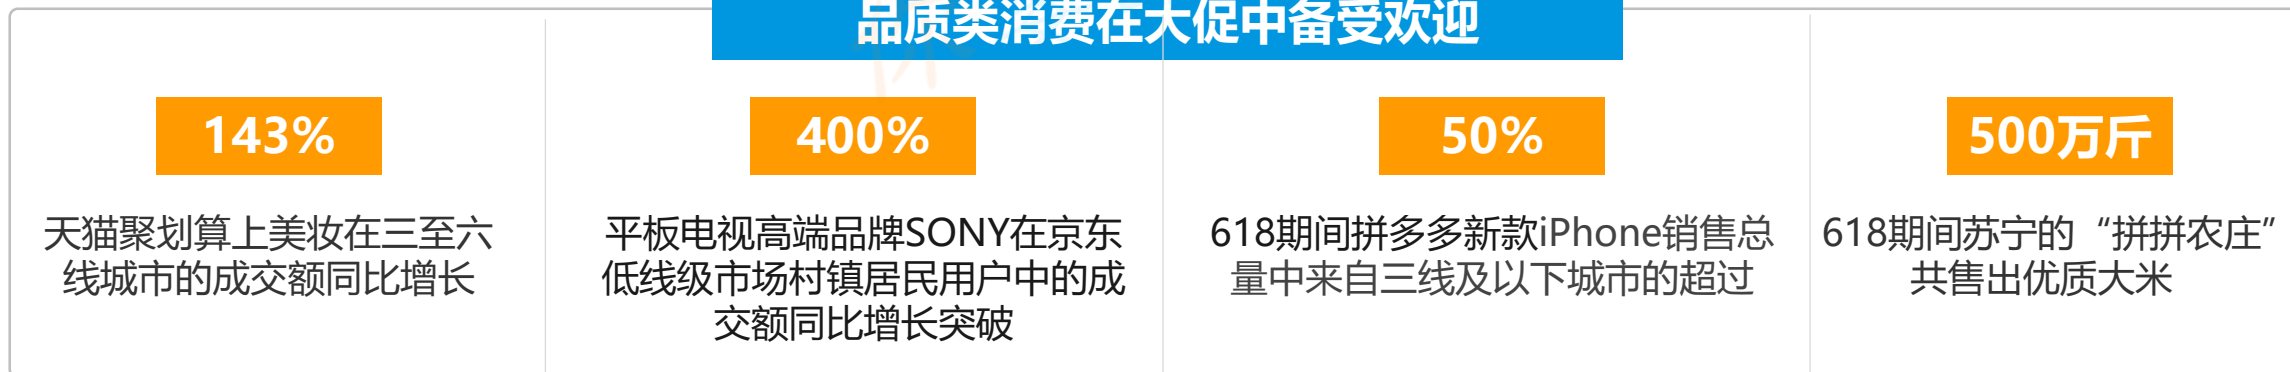 品质类消费在大促中备受欢迎
143%
天猫聚划算上美妆在三至六
线城市的成交额同比增长
400%
平板电视高端品牌SONY在京东
低线级市场村镇居民用户中的成
交额同比增长突破
50%
618期间拼多多新款iPhone销售总
量中来自三线及以下城市的超过
500万斤
618期间苏宁的“拼拼农庄”
共售出优质大米